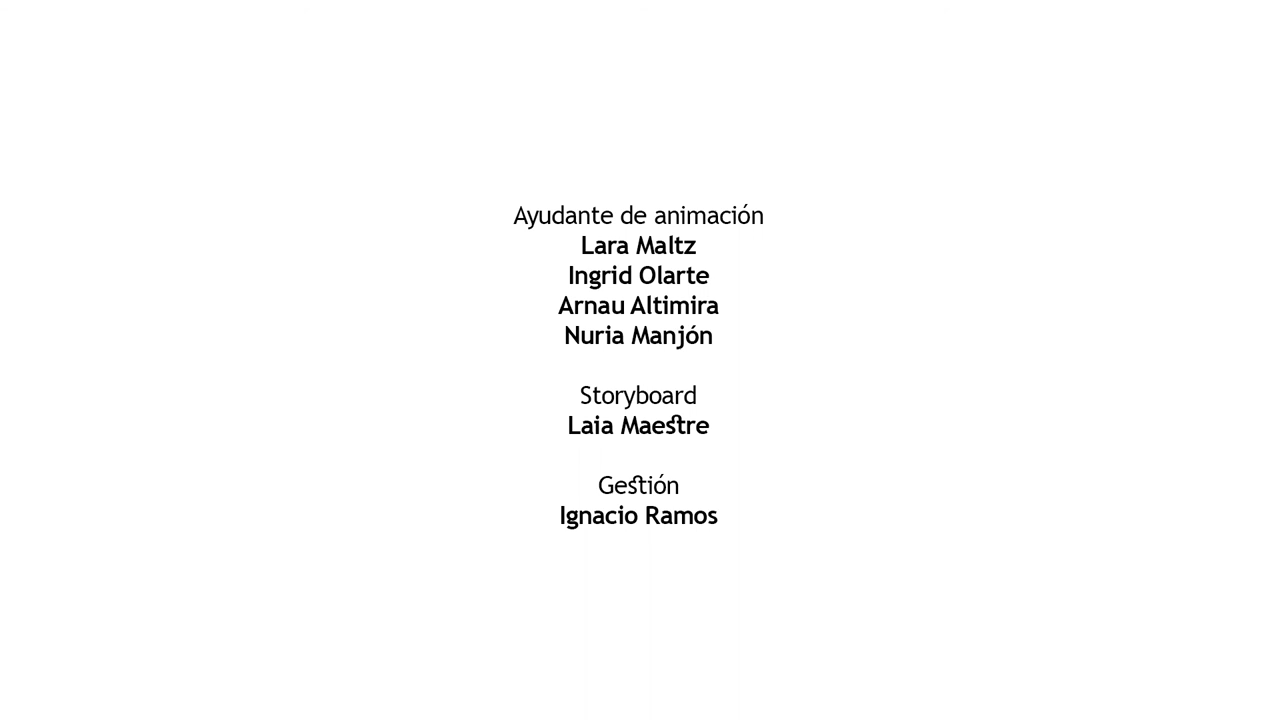 Ayudante de animación
Lara Maltz
Ingrid Olarte
Arnau Altimira
Nuria Manjón
Storyboard
Laia Maestre
Gestión
Ignacio Ramos